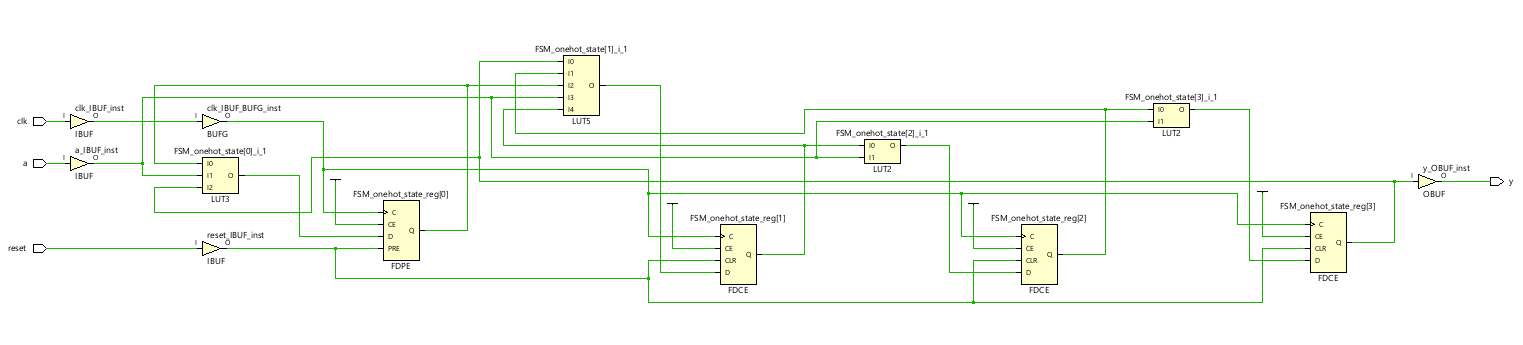 FSM_onehot_state[1]_i_1
I0
I1
I2
O
I3
I4
LUT5
clk
I
clk_IBUF_inst
O
IBUF
I
clk_IBUF_BUFG_inst
O
BUFG
FSM_onehot_state[3]_i_1
I0
O
I1
LUT2
FSM_onehot_state[2]_i_1
I0
O
I1
LUT2
a
I
a_IBUF_inst
O
IBUF
FSM_onehot_state[0]_i_1
I0
I1
O
I2
LUT3
I
y_OBUF_inst
O
OBUF
y
FSM_onehot_state_reg[0]
C
CE
D
Q
PRE
FDPE
reset
I
reset_IBUF_inst
O
IBUF
FSM_onehot_state_reg[1]
C
CE
CLR
Q
D
FDCE
FSM_onehot_state_reg[2]
C
CE
CLR
Q
D
FDCE
FSM_onehot_state_reg[3]
C
CE
CLR
Q
D
FDCE